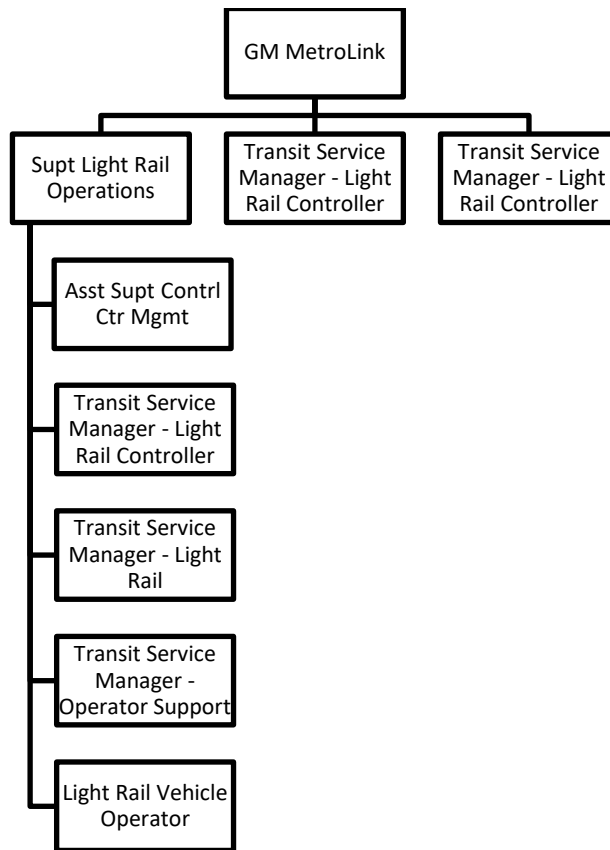 GM MetroLink
Supt Light Rail
Operations
Transit Service
Manager - Light
Rail Controller
Transit Service
Manager - Light
Rail Controller
Asst Supt Contrl
Ctr Mgmt
Transit Service
Manager - Light
Rail Controller
Transit Service
Manager - Light
Rail
Transit Service
Manager -
Operator Support
Light Rail Vehicle
Operator